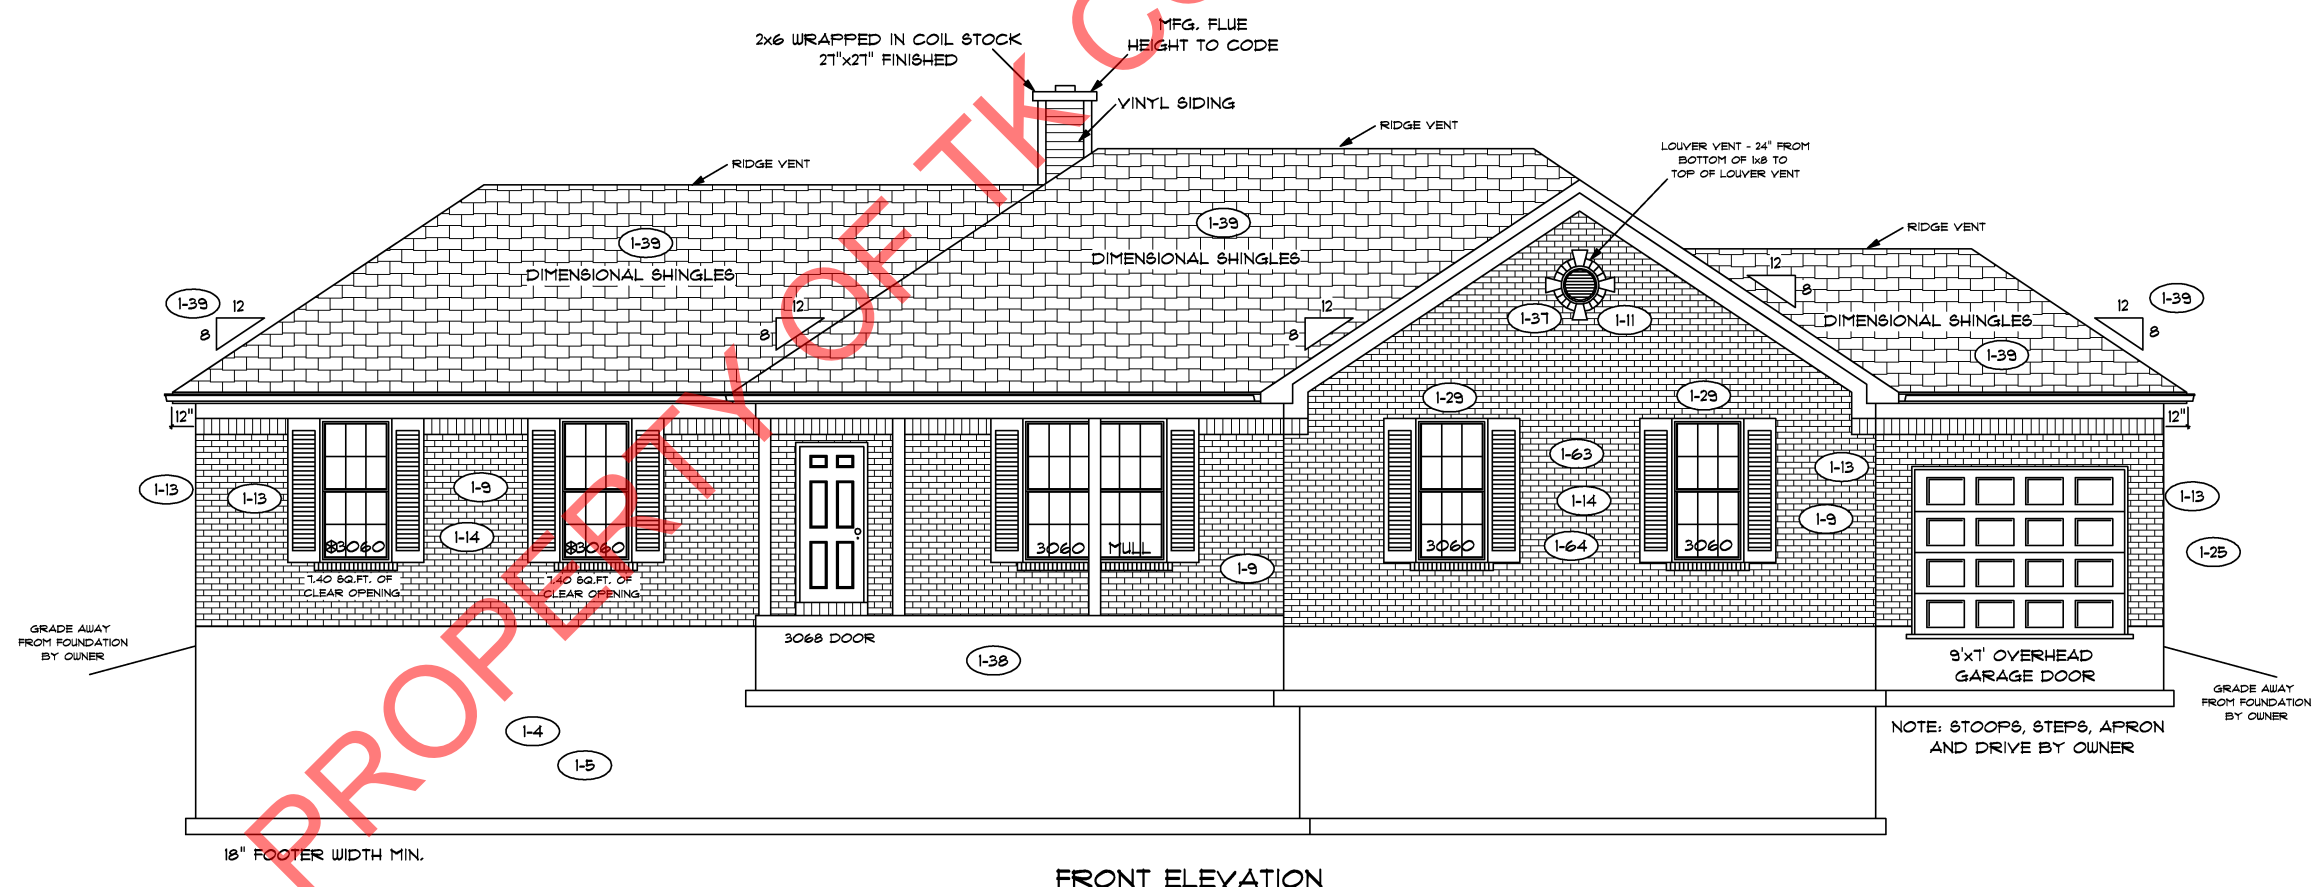 2x6 WRAPPED IN COIL STOCK
27"x27" FINISHED
MFG. FLUE
HEIGHT TO CODE
VINYL SIDING
RIDGE VENT
RIDGE VENT
LOUVER VENT - 24" FROM
BOTTOM OF 1x8 TO
TOP OF LOUVER VENT
RIDGE VENT
1-39
DIMENSIONAL SHINGLES
1-39
DIMENSIONAL SHINGLES
1-39
12
8
12
8
12
8
12
8
DIMENSIONAL SHINGLES
1-39
12
8
1-39
1-37
1-11
12"
12"
1-29
1-29
1-13
1-13
1-9
1-14
1-63
1-14
1-64
1-13
1-9
1-13
1-25
3060
3060
3060
MULL
3060
3060
7.40 SQ.FT. OF
CLEAR OPENING
7.40 SQ.FT. OF
CLEAR OPENING
1-9
GRADE AWAY
FROM FOUNDATION
BY OWNER
3068 DOOR
1-38
9'x7' OVERHEAD
GARAGE DOOR
GRADE AWAY
FROM FOUNDATION
BY OWNER
NOTE: STOOPS, STEPS, APRON
AND DRIVE BY OWNER
1-4
1-5
18" FOOTER WIDTH MIN.
FRONT ELEVATION
PROPERTY OF TK